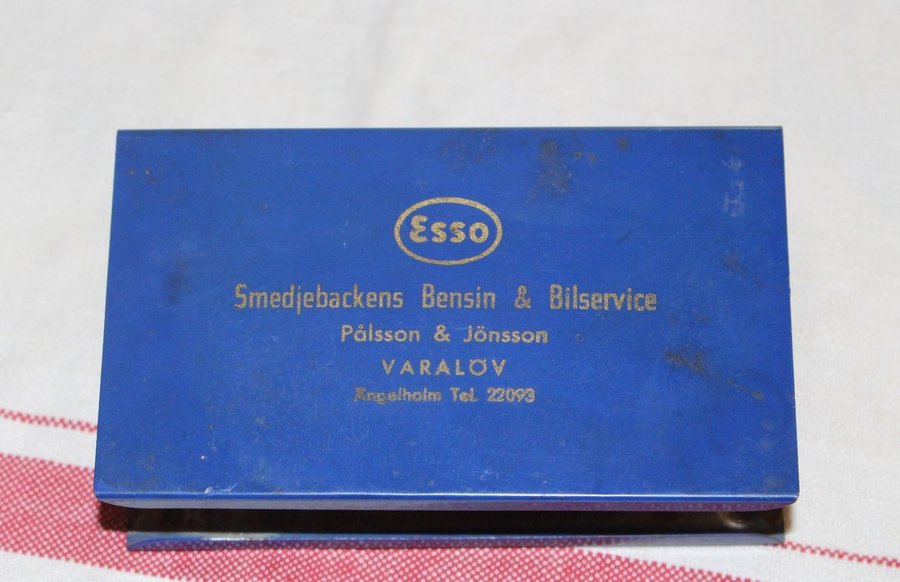 Esso
Smedjebackens Bensin & Bilservice
Pålsson & Jönsson
VARALÖV
Ängelholm Tel. 22093